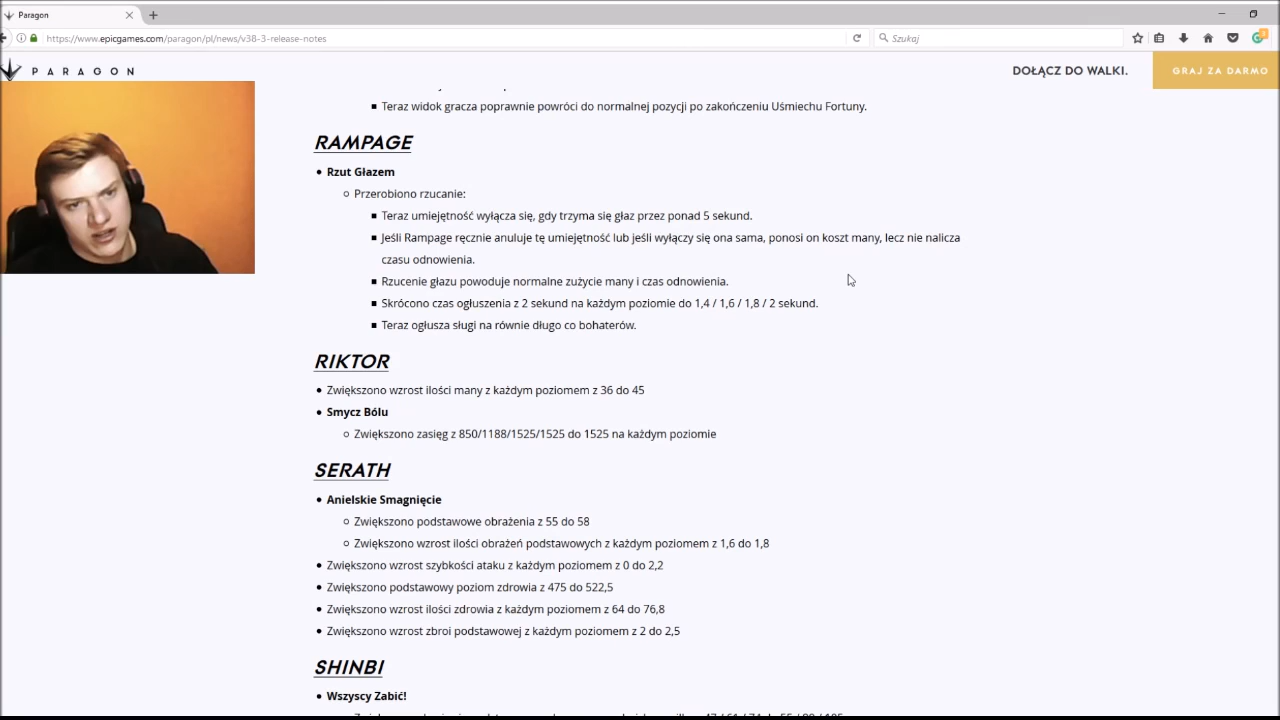 Paragon
https://www.epicgames.com/paragon/pl/news/v38-3-release-notes
Szukaj
PARAGON
DOŁĄCZ DO WALKI.
GRAJ ZA DARMO
Teraz widok gracza poprawnie powróci do normalnej pozycji po zakończeniu Uśmiechu Fortuny.
RAMPAGE
Rzut Głazem
Przerobiono rzucanie:
Teraz umiejętność wyłącza się, gdy trzyma się głaz przez ponad 5 sekund.
Jeśli Rampage ręcznie anuluje tę umiejętność lub jeśli wyłączy się ona sama, ponosi on koszt many, lecz nie nalicza
czasu odnowienia.
Rzucenie głazu powoduje normalne zużycie many i czas odnowienia.
Skrócono czas ogłuszenia z 2 sekund na każdym poziomie do 1,4 / 1,6 / 1,8 / 2 sekund.
Teraz ogłusza sługi na równie długo co bohaterów.
RIKTOR
Zwiększono wzrost ilości many z każdym poziomem z 36 do 45
Smycz Bólu
Zwiększono zasięg z 850/1188/1525/1525 do 1525 na każdym poziomie
SERATH
Anielskie Smagnięcie
Zwiększono podstawowe obrażenia z 55 do 58
Zwiększono wzrost ilości obrażeń podstawowych z każdym poziomem z 1,6 do 1,8
Zwiększono wzrost szybkości ataku z każdym poziomem z 0 do 2,2
Zwiększono podstawowy poziom zdrowia z 475 do 522,5
Zwiększono wzrost ilości zdrowia z każdym poziomem z 64 do 76,8
Zwiększono wzrost zbroi podstawowej z każdym poziomem z 2 do 2,5
SHINBI
Wszyscy Zabić!